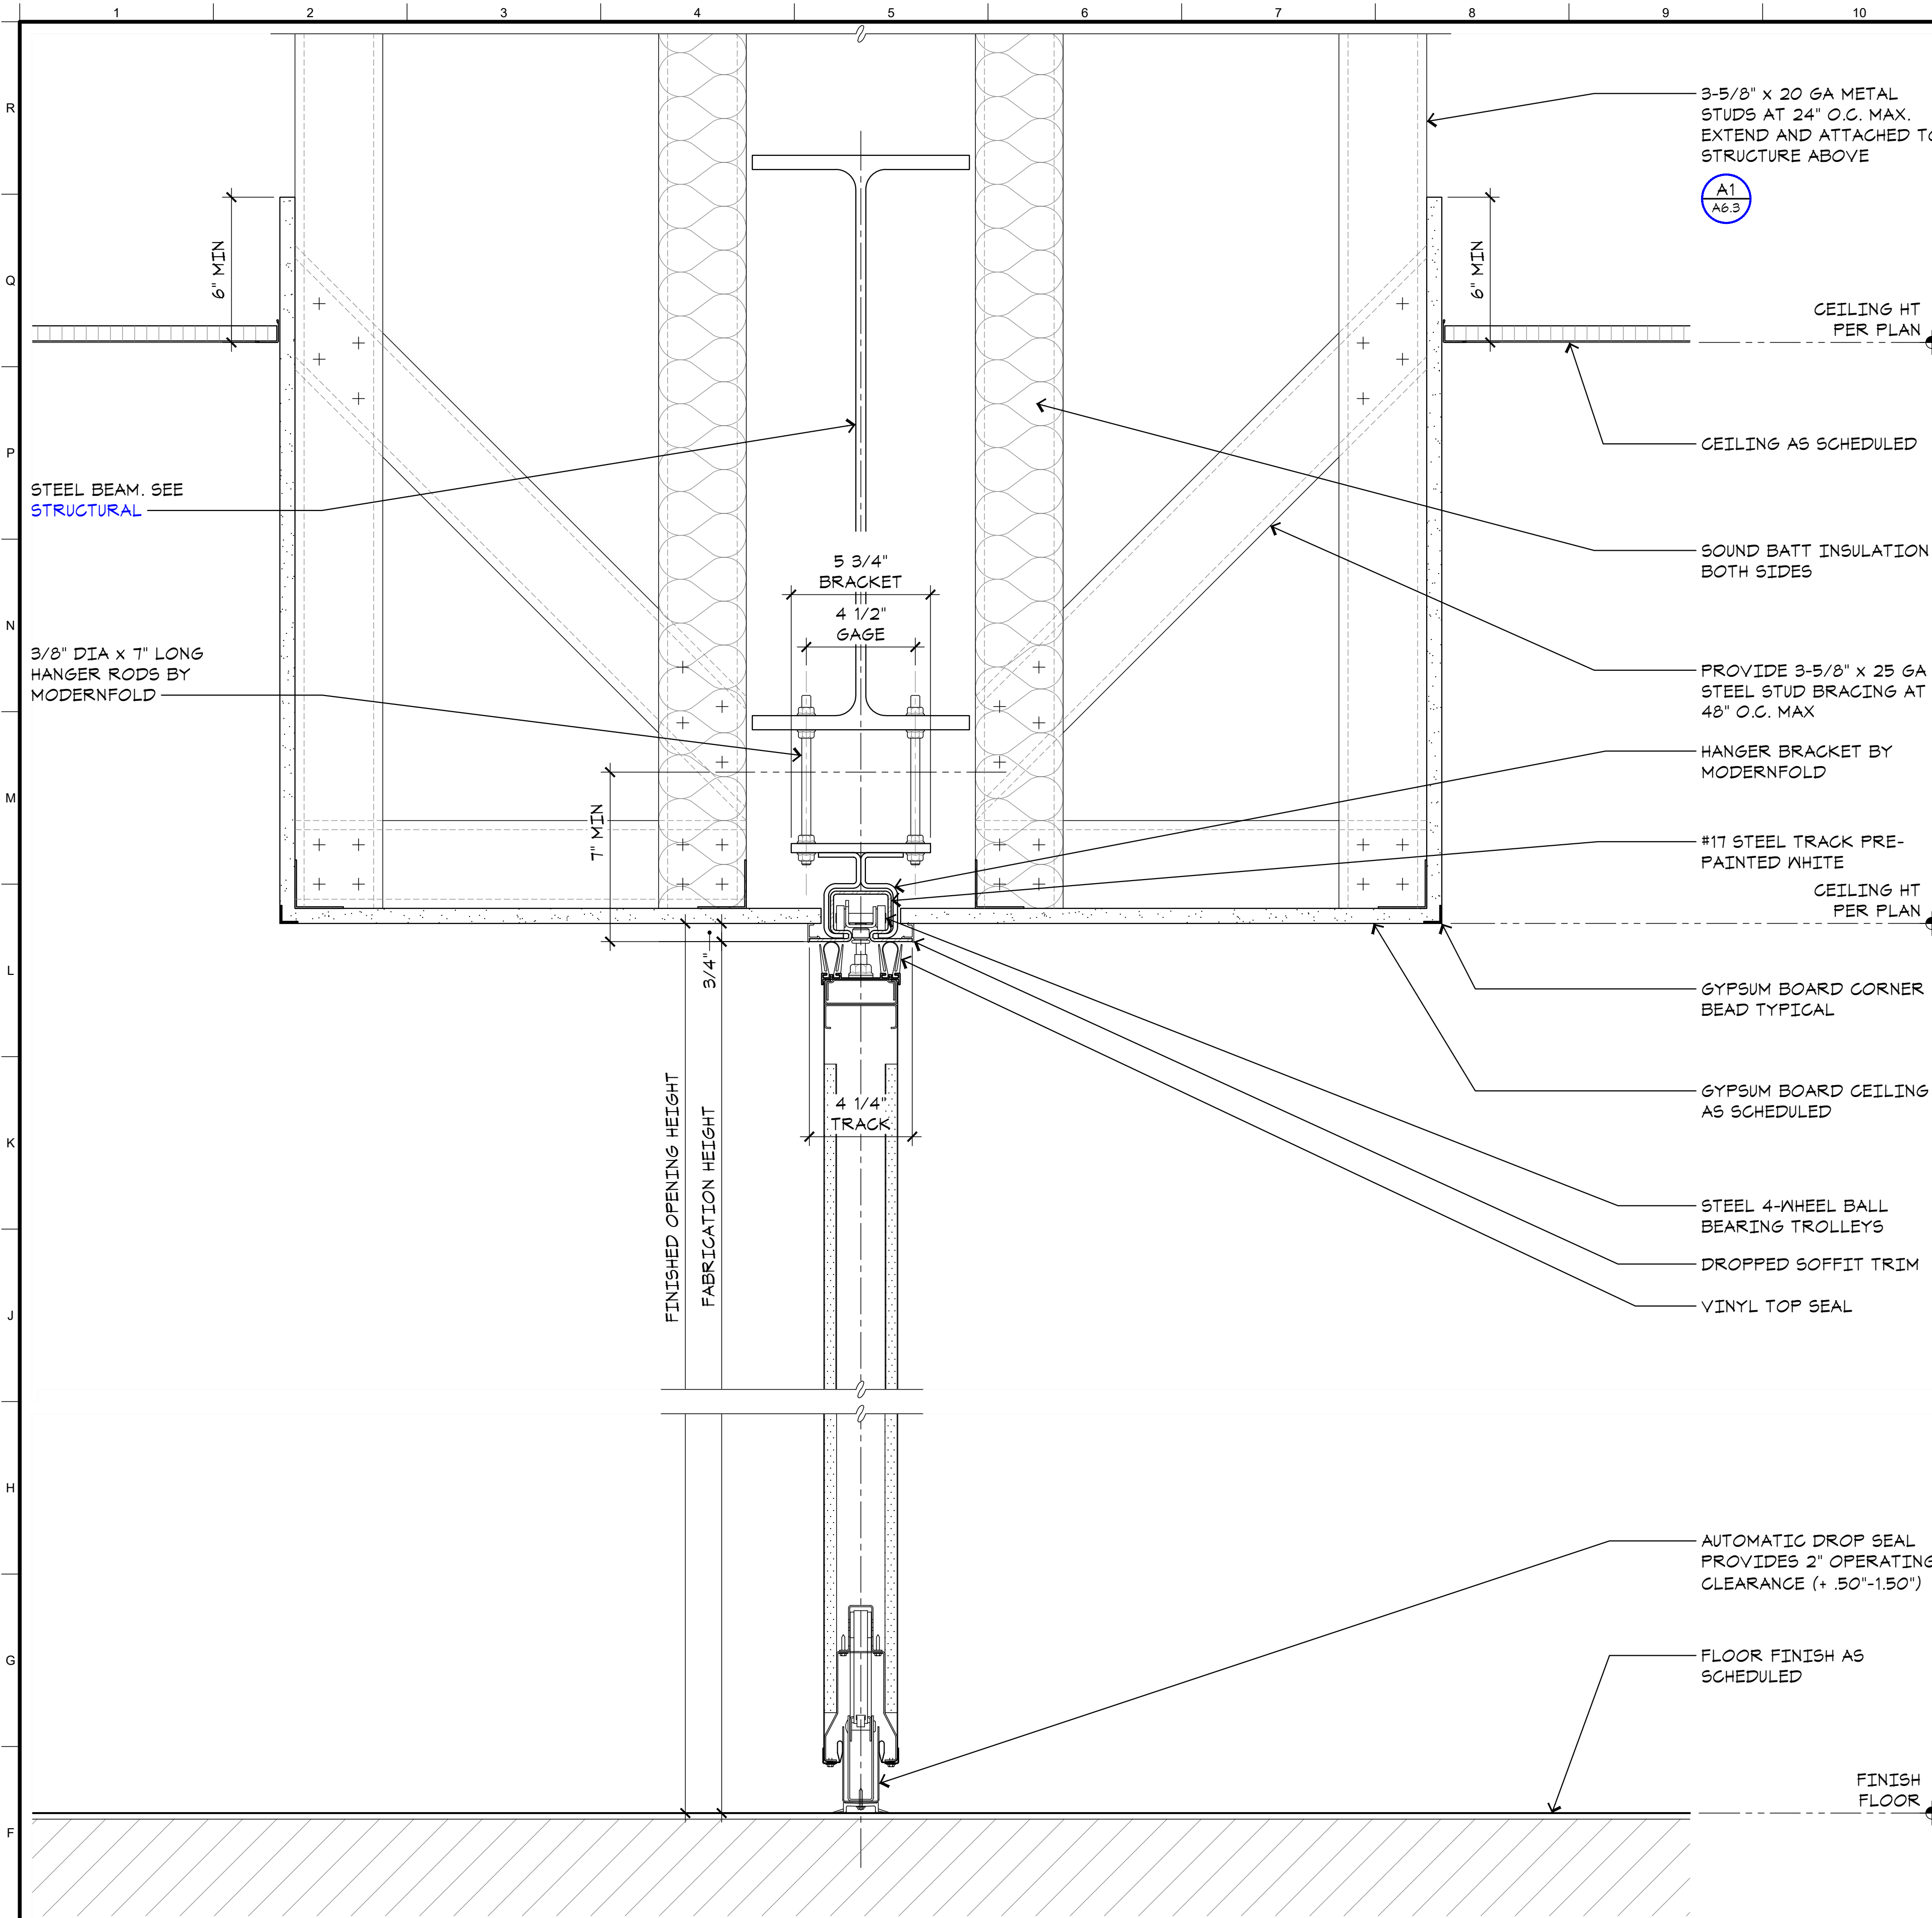 1 2 3 4 5 6 7 8 9 10
R
Q
P
N
M
L
K
J
H
G
F
6" MIN
STEEL BEAM. SEE
STRUCTURAL
3/8" DIA x 7" LONG
HANGER RODS BY
MODERNFOLD
5 3/4"
BRACKET
4 1/2"
GAGE
7" MIN
3/4"
FINISHED OPENING HEIGHT
FABRICATION HEIGHT
4 1/4"
TRACK
6" MIN
3-5/8" x 20 GA METAL
STUDS AT 24" O.C. MAX.
EXTEND AND ATTACHED TO
STRUCTURE ABOVE
A1
A6.3
CEILING HT
PER PLAN
CEILING AS SCHEDULED
SOUND BATT INSULATION
BOTH SIDES
PROVIDE 3-5/8" x 25 GA
STEEL STUD BRACING AT
48" O.C. MAX
HANGER BRACKET BY
MODERNFOLD
#17 STEEL TRACK PRE-
PAINTED WHITE
CEILING HT
PER PLAN
GYPSUM BOARD CORNER
BEAD TYPICAL
GYPSUM BOARD CEILING
AS SCHEDULED
STEEL 4-WHEEL BALL
BEARING TROLLEYS
DROPPED SOFFIT TRIM
VINYL TOP SEAL
AUTOMATIC DROP SEAL
PROVIDES 2" OPERATING
CLEARANCE (+ .50"-1.50")
FLOOR FINISH AS
SCHEDULED
FINISH
FLOOR